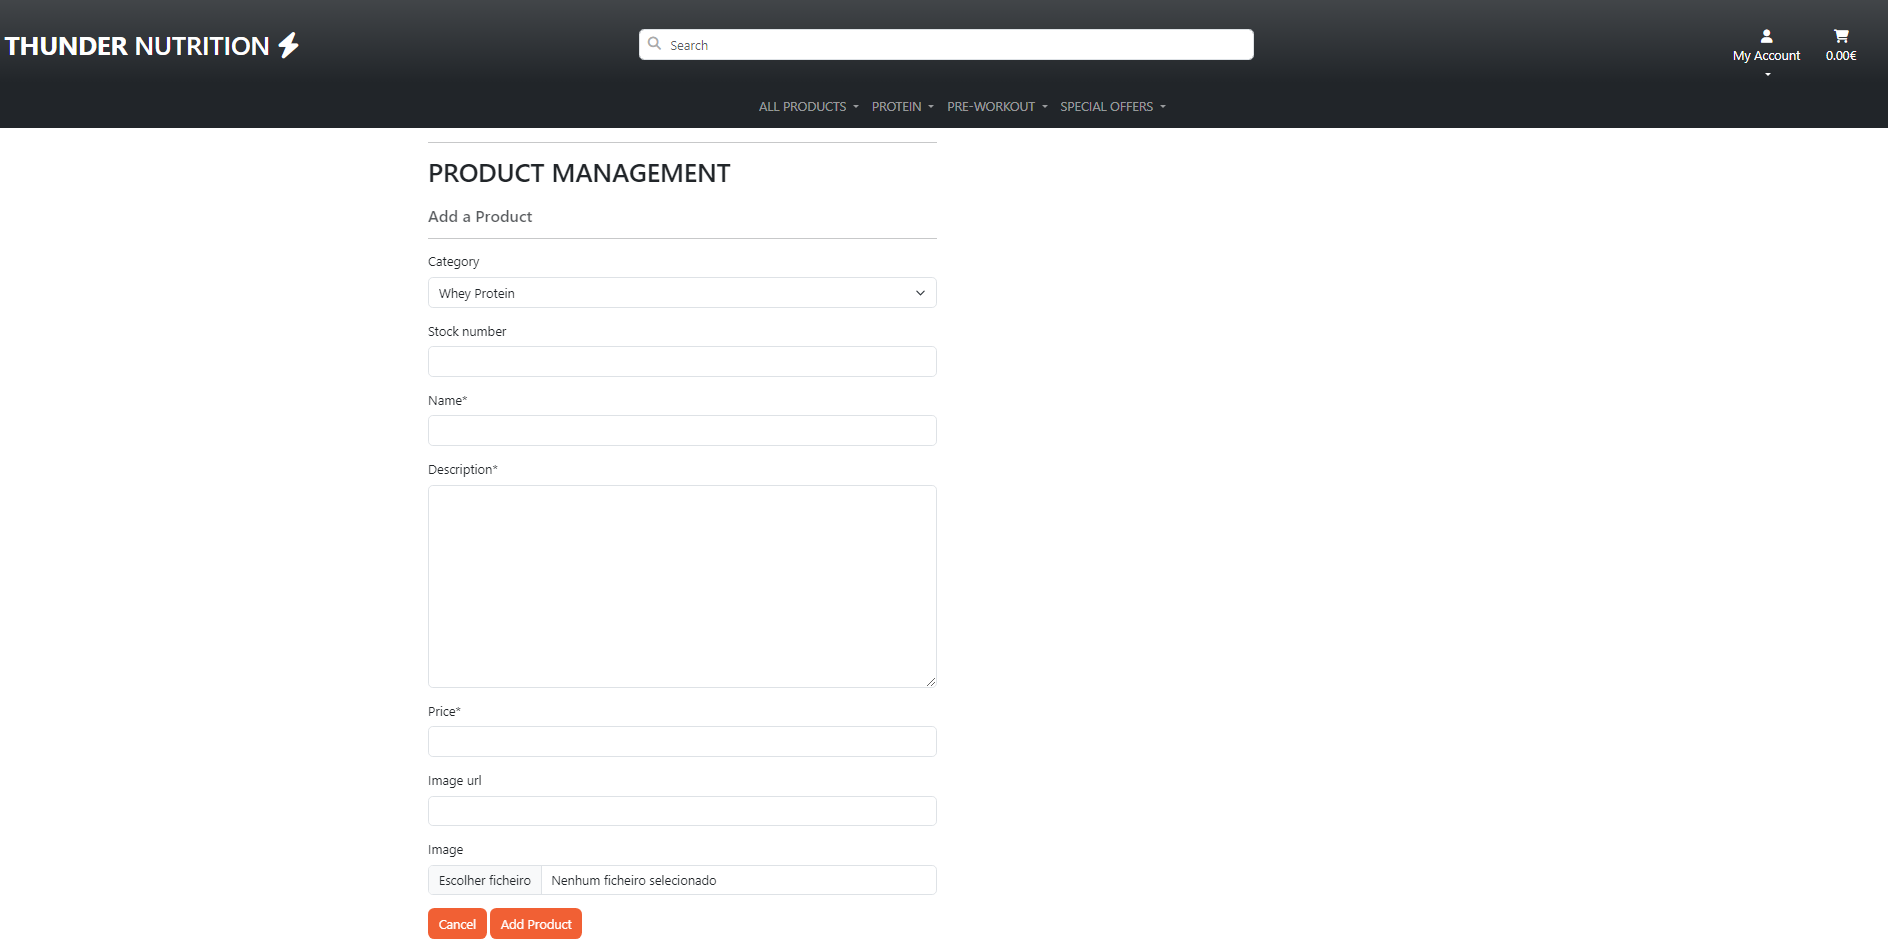 THUNDER NUTRITION
Search
My Account
0.00€
ALL PRODUCTS PROTEIN PRE-WORKOUT SPECIAL OFFERS
PRODUCT MANAGEMENT
Add a Product
Category
Whey Protein
Stock number
Name*
Description*
Price*
Image url
Image
Escolher ficheiro Nenhum ficheiro selecionado
Cancel Add Product